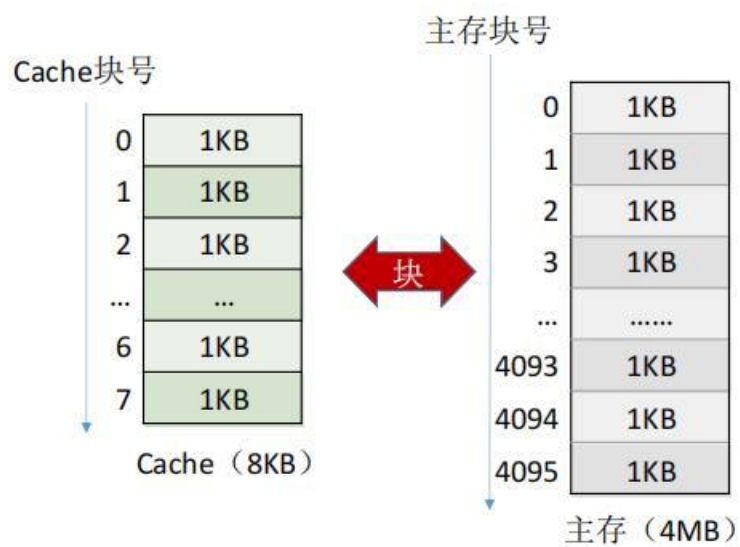 Cache块号
0 1KB
1 1KB
2 1KB
... ...
6 1KB
7 1KB
Cache（8KB）
块
主存块号
0 1KB
1 1KB
2 1KB
3 1KB
... ……
4093 1KB
4094 1KB
4095 1KB
主存（4MB）